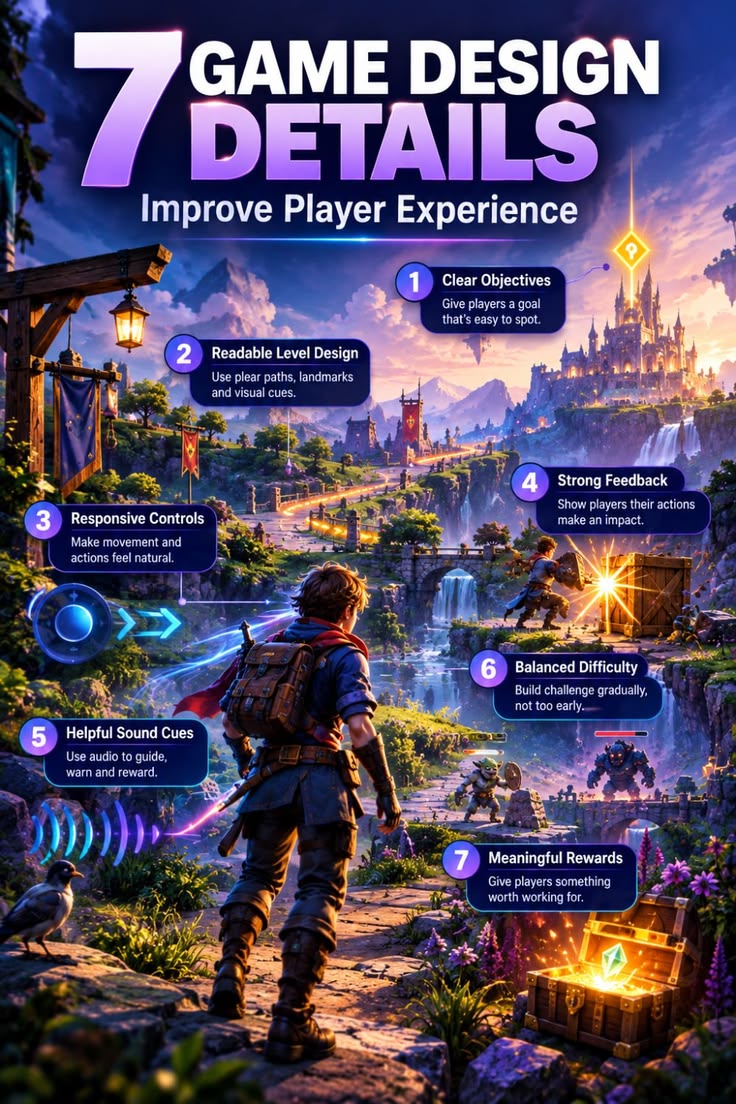 7 GAME DESIGN
DETAILS
Improve Player Experience
1 Clear Objectives
Give players a goal
that's easy to spot.
2 Readable Level Design
Use plear paths, landmarks
and visual cues.
3 Responsive Controls
Make movement and
actions feel natural.
4 Strong Feedback
Show players their actions
make an impact.
5 Helpful Sound Cues
Use audio to guide,
warn and reward.
6 Balanced Difficulty
Build challenge gradually,
not too early.
7 Meaningful Rewards
Give players something
worth working for.